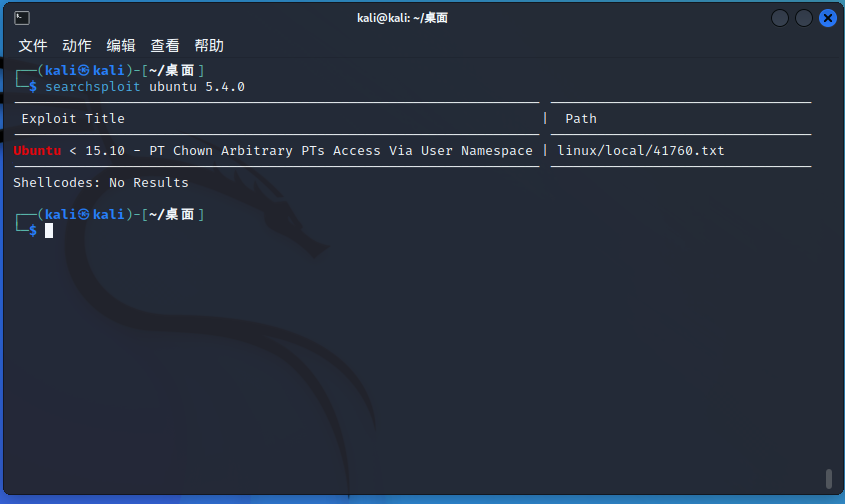 kali@kali: ~/桌面
文件 动作 编辑 查看 帮助
┌──(kali㉿kali)-[~/桌面]
└─$ searchsploit ubuntu 5.4.0
Exploit Title | Path
Ubuntu < 15.10 - PT Chown Arbitrary PTs Access Via User Namespace | linux/local/41760.txt
Shellcodes: No Results
┌──(kali㉿kali)-[~/桌面]
└─$